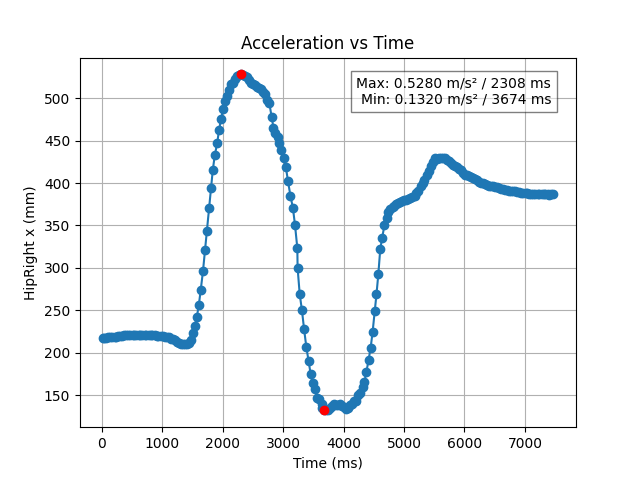 Acceleration vs Time
Max: 0.5280 m/s² / 2308 ms
Min: 0.1320 m/s² / 3674 ms
HipRight x (mm)
500
450
400
350
300
250
200
150
0 1000 2000 3000 4000 5000 6000 7000
Time (ms)